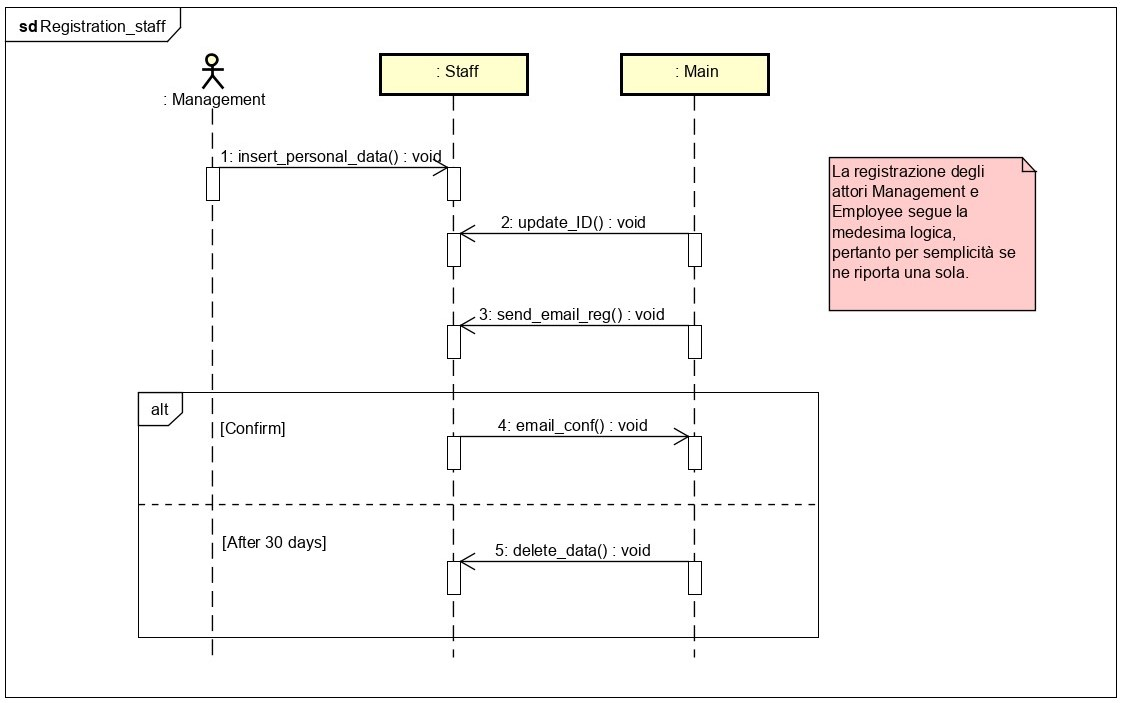 sd Registration_staff
: Management
: Staff
: Main
1: insert_personal_data() : void
2: update_ID() : void
3: send_email_reg() : void
La registrazione degli
attori Management e
Employee segue la
medesima logica,
pertanto per semplicità se
ne riporta una sola.
alt
[Confirm]
4: email_conf() : void
[After 30 days]
5: delete_data() : void